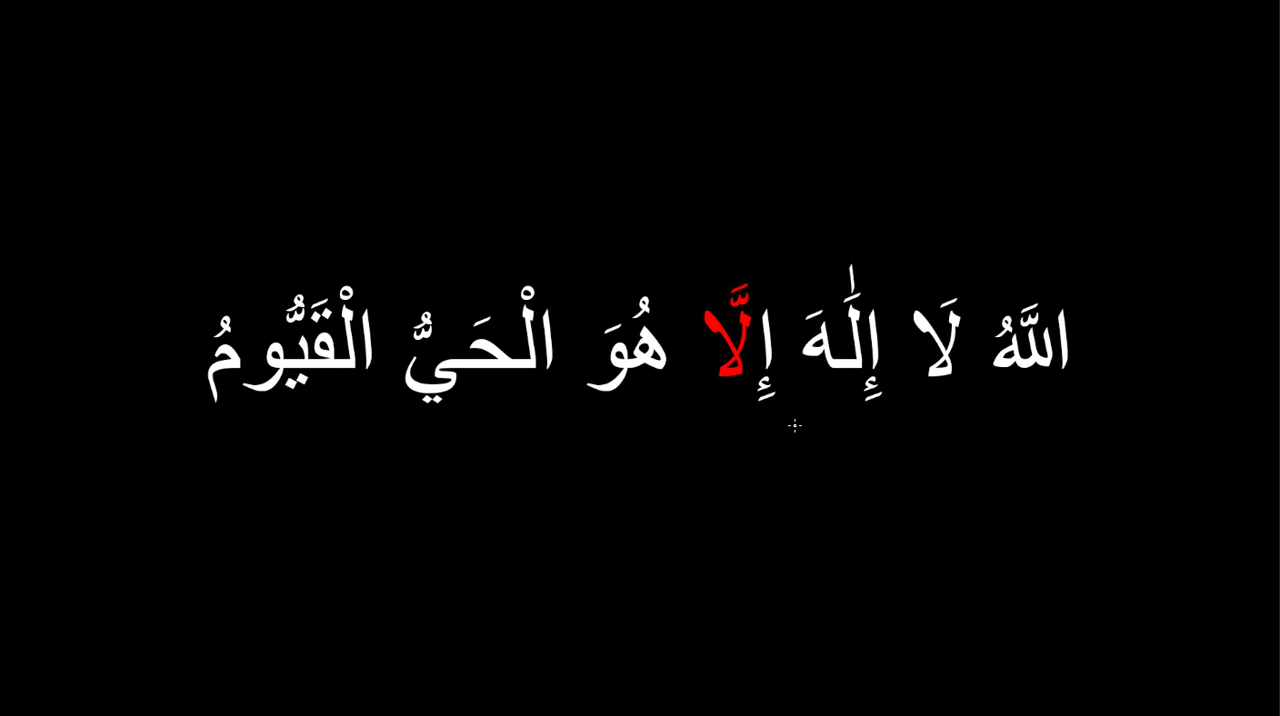 اللَّهُ لَا إِلَٰهَ إِلَّا هُوَ الْحَيُّ الْقَيُّومُ